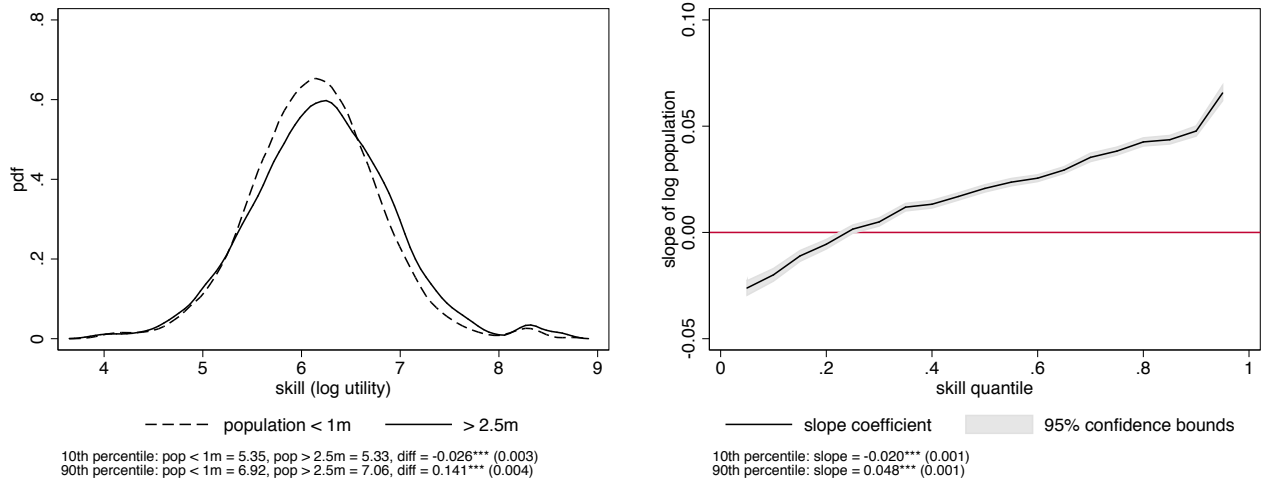 .8
.6
.4
.2
0
pdf
4 5 6 7 8 9
skill (log utility)
population < 1m > 2.5m
10th percentile: pop < 1m = 5.35, pop > 2.5m = 5.33, diff = -0.026*** (0.003)
90th percentile: pop < 1m = 6.92, pop > 2.5m = 7.06, diff = 0.141*** (0.004)
0.10
0.05
0.00
-0.05
slope of log population
0 .2 .4 .6 .8 1
skill quantile
slope coefficient 95% confidence bounds
10th percentile: slope = -0.020*** (0.001)
90th percentile: slope = 0.048*** (0.001)